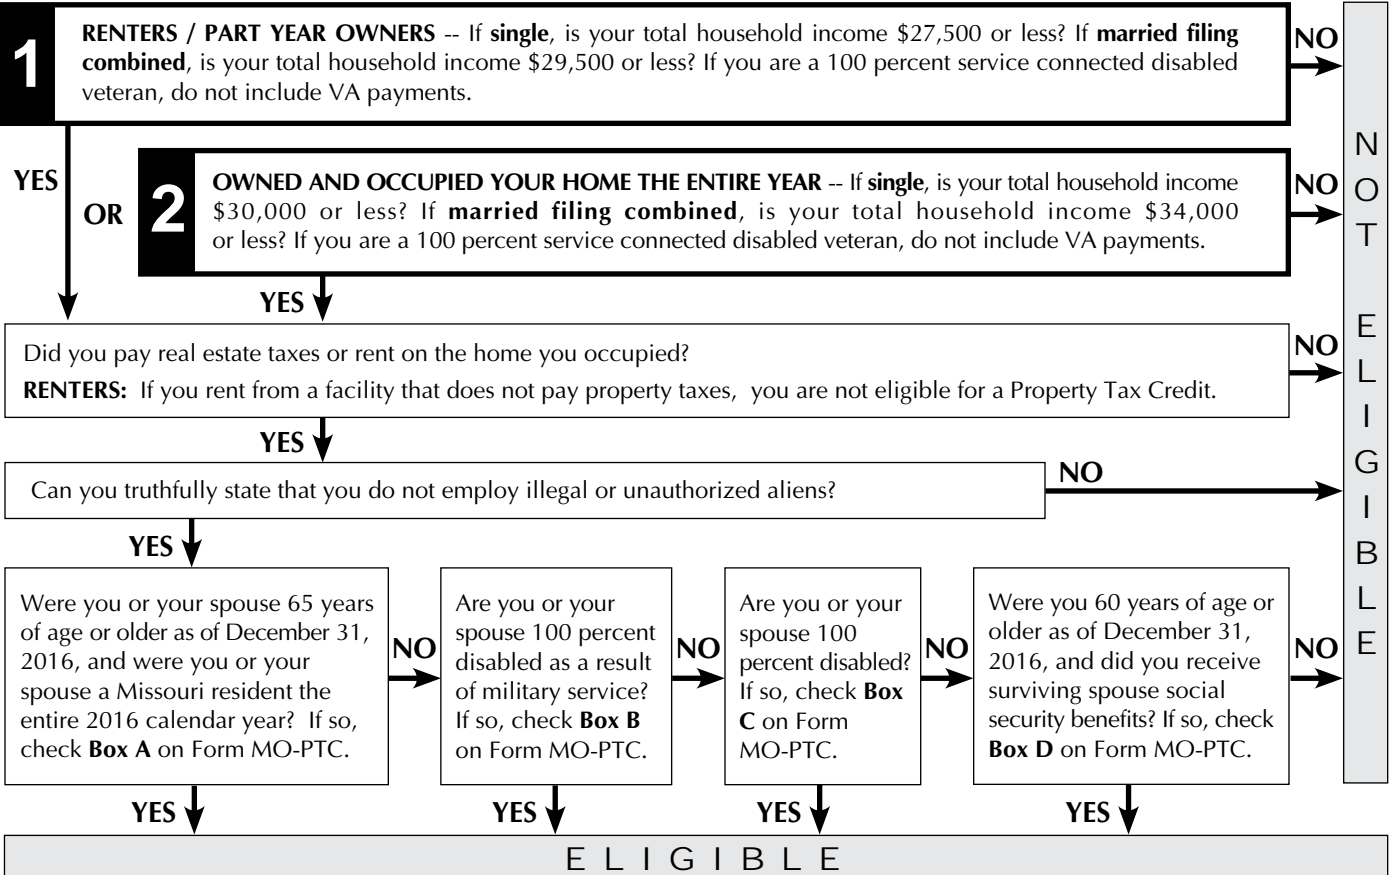 1
RENTERS / PART YEAR OWNERS -- If single, is your total household income $27,500 or less? If married filing
combined, is your total household income $29,500 or less? If you are a 100 percent service connected disabled
veteran, do not include VA payments.
NO
YES
OR
2
OWNED AND OCCUPIED YOUR HOME THE ENTIRE YEAR -- If single, is your total household income
$30,000 or less? If married filing combined, is your total household income $34,000
or less? If you are a 100 percent service connected disabled veteran, do not include VA payments.
NO
YES
Did you pay real estate taxes or rent on the home you occupied?
RENTERS: If you rent from a facility that does not pay property taxes, you are not eligible for a Property Tax Credit.
NO
YES
Can you truthfully state that you do not employ illegal or unauthorized aliens?
NO
YES
Were you or your spouse 65 years
of age or older as of December 31,
2016, and were you or your
spouse a Missouri resident the
entire 2016 calendar year? If so,
check Box A on Form MO-PTC.
NO
Are you or your
spouse 100 percent
disabled as a result
of military service?
If so, check Box B
on Form MO-PTC.
NO
Are you or your
spouse 100
percent disabled?
If so, check Box
C on Form
MO-PTC.
NO
Were you 60 years of age or
older as of December 31,
2016, and did you receive
surviving spouse social
security benefits? If so, check
Box D on Form MO-PTC.
NO
YES
YES
YES
YES
NOT ELIGIBLE
ELIGIBLE